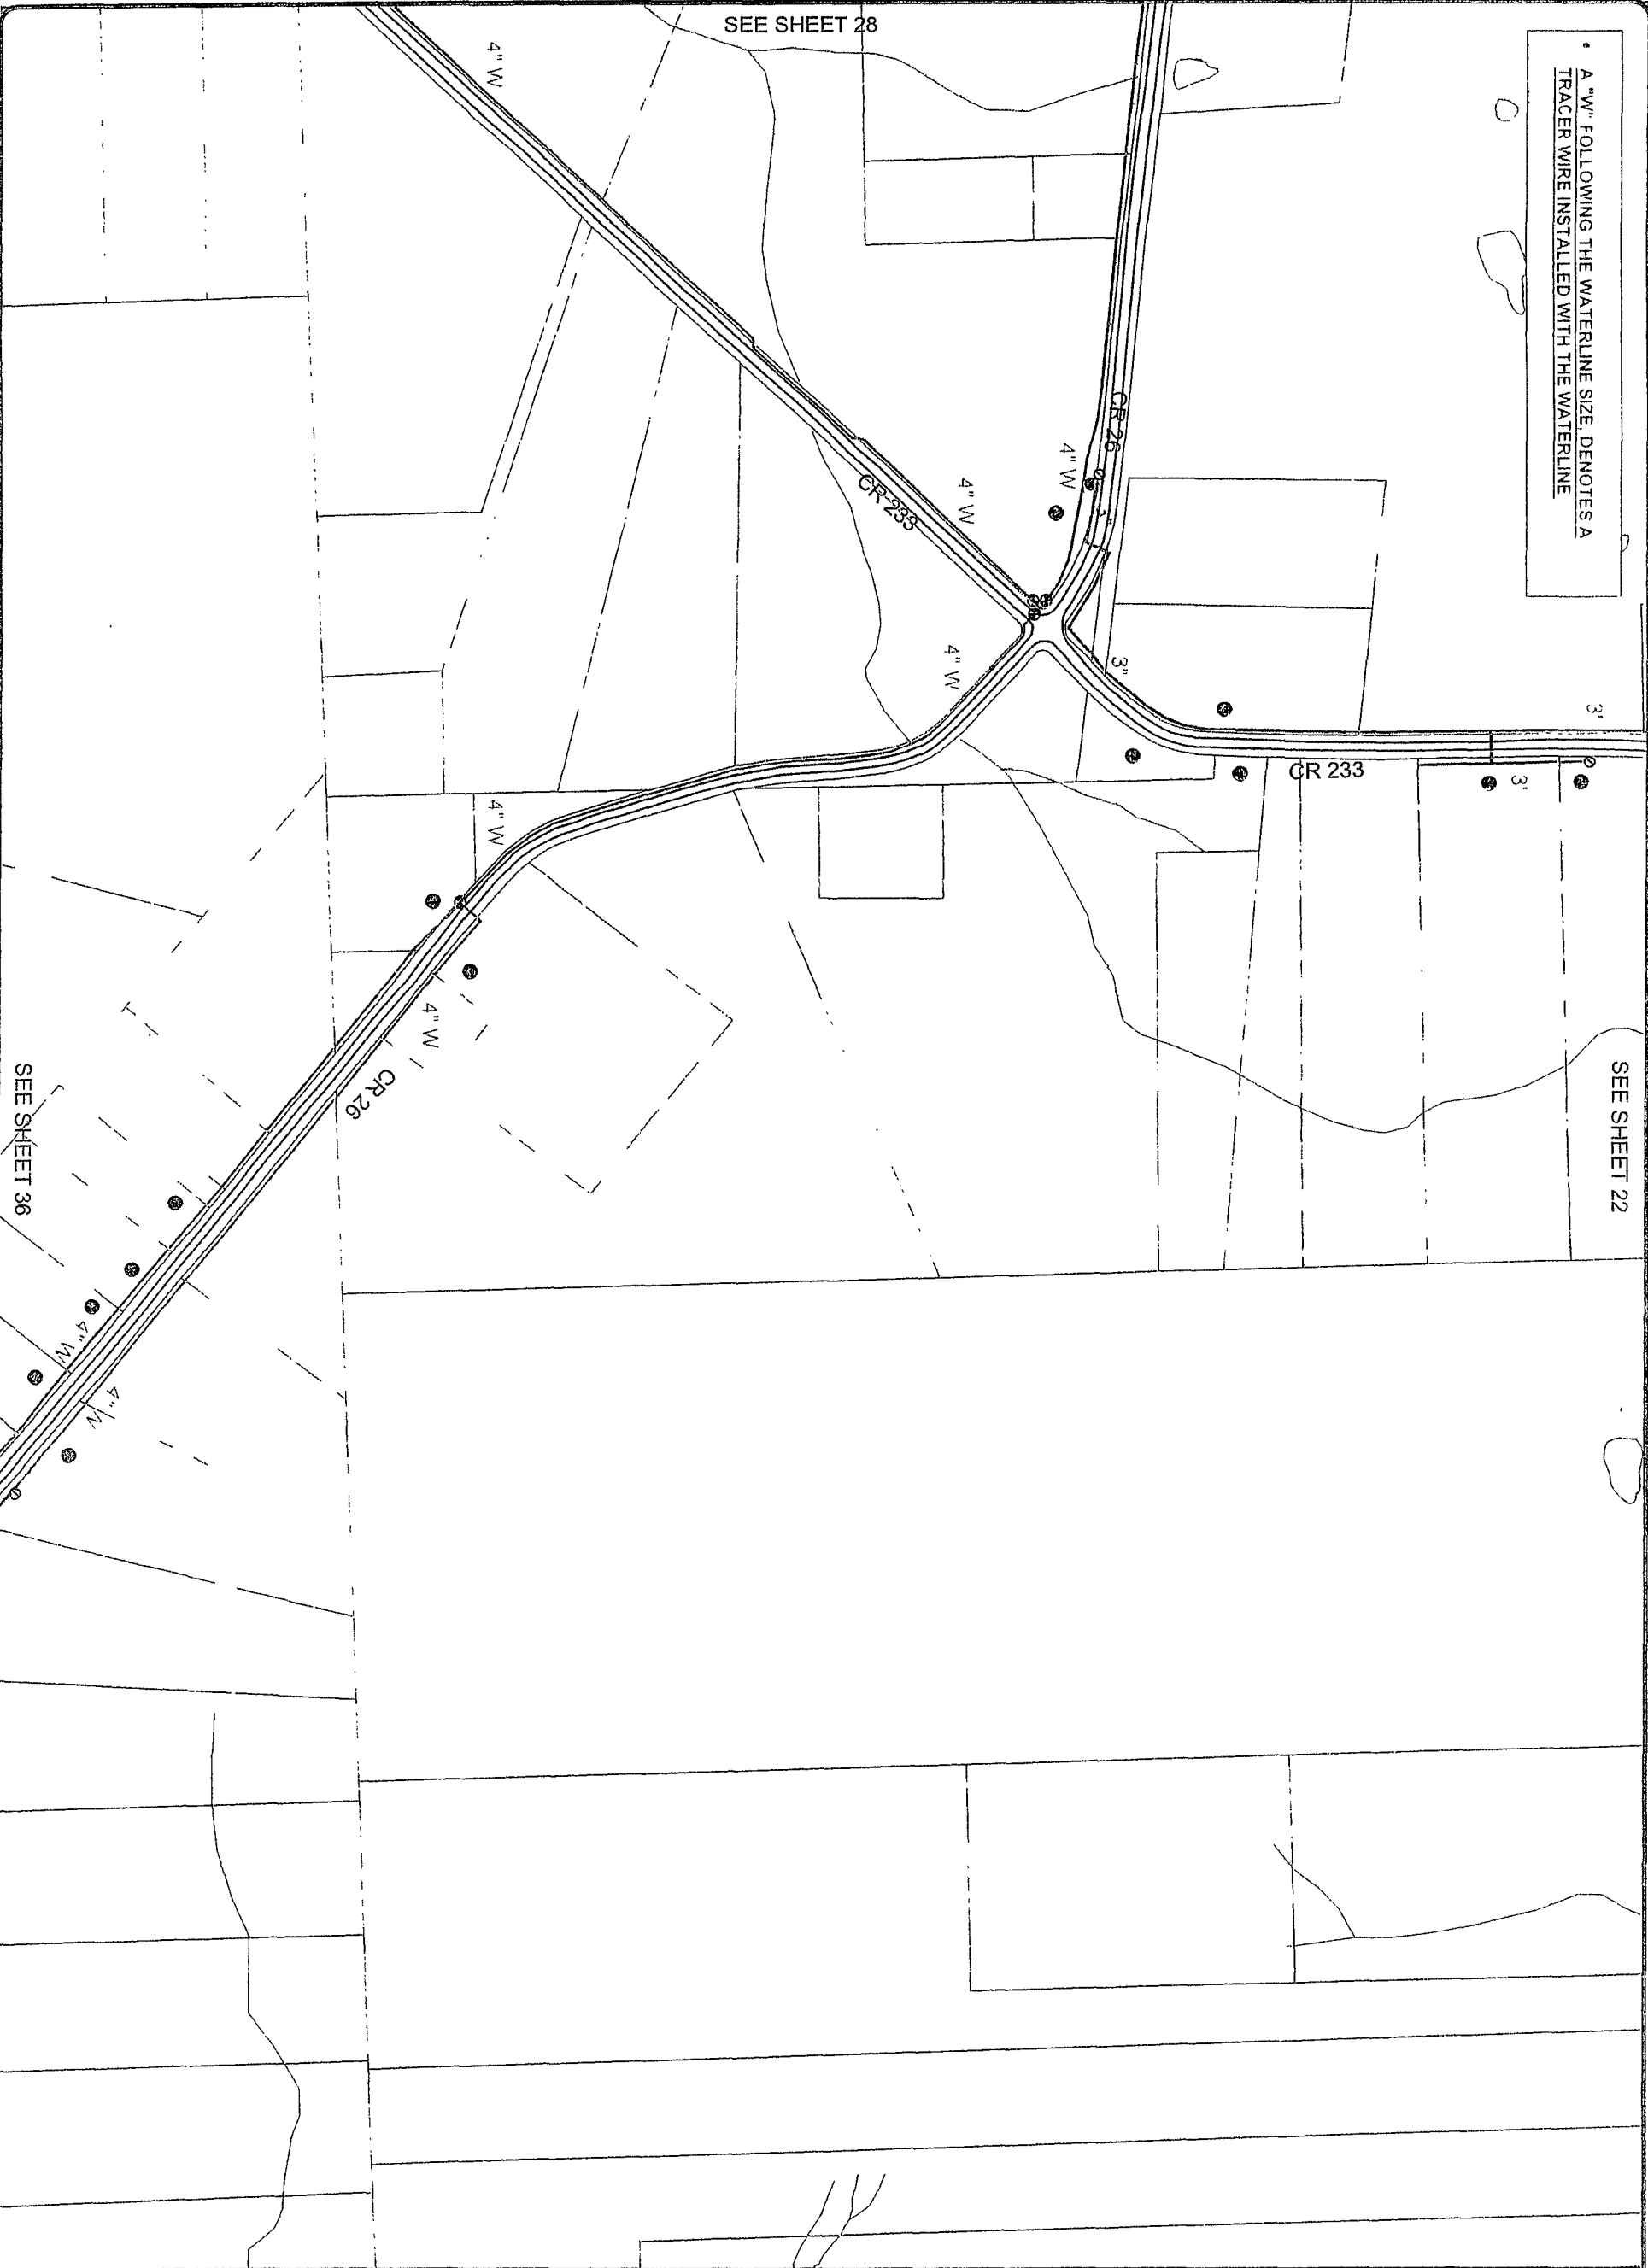 SEE SHEET 28
• A "W" FOLLOWING THE WATERLINE SIZE, DENOTES A
TRACER WIRE INSTALLED WITH THE WATERLINE
4" W
CR 26
4" W
4" W
CR 233
3"
4" W
3"
3'
CR 233
3'
4" W
4" W
CR 26
SEE SHEET 22
SEE SHEET 36
4" W
4" W